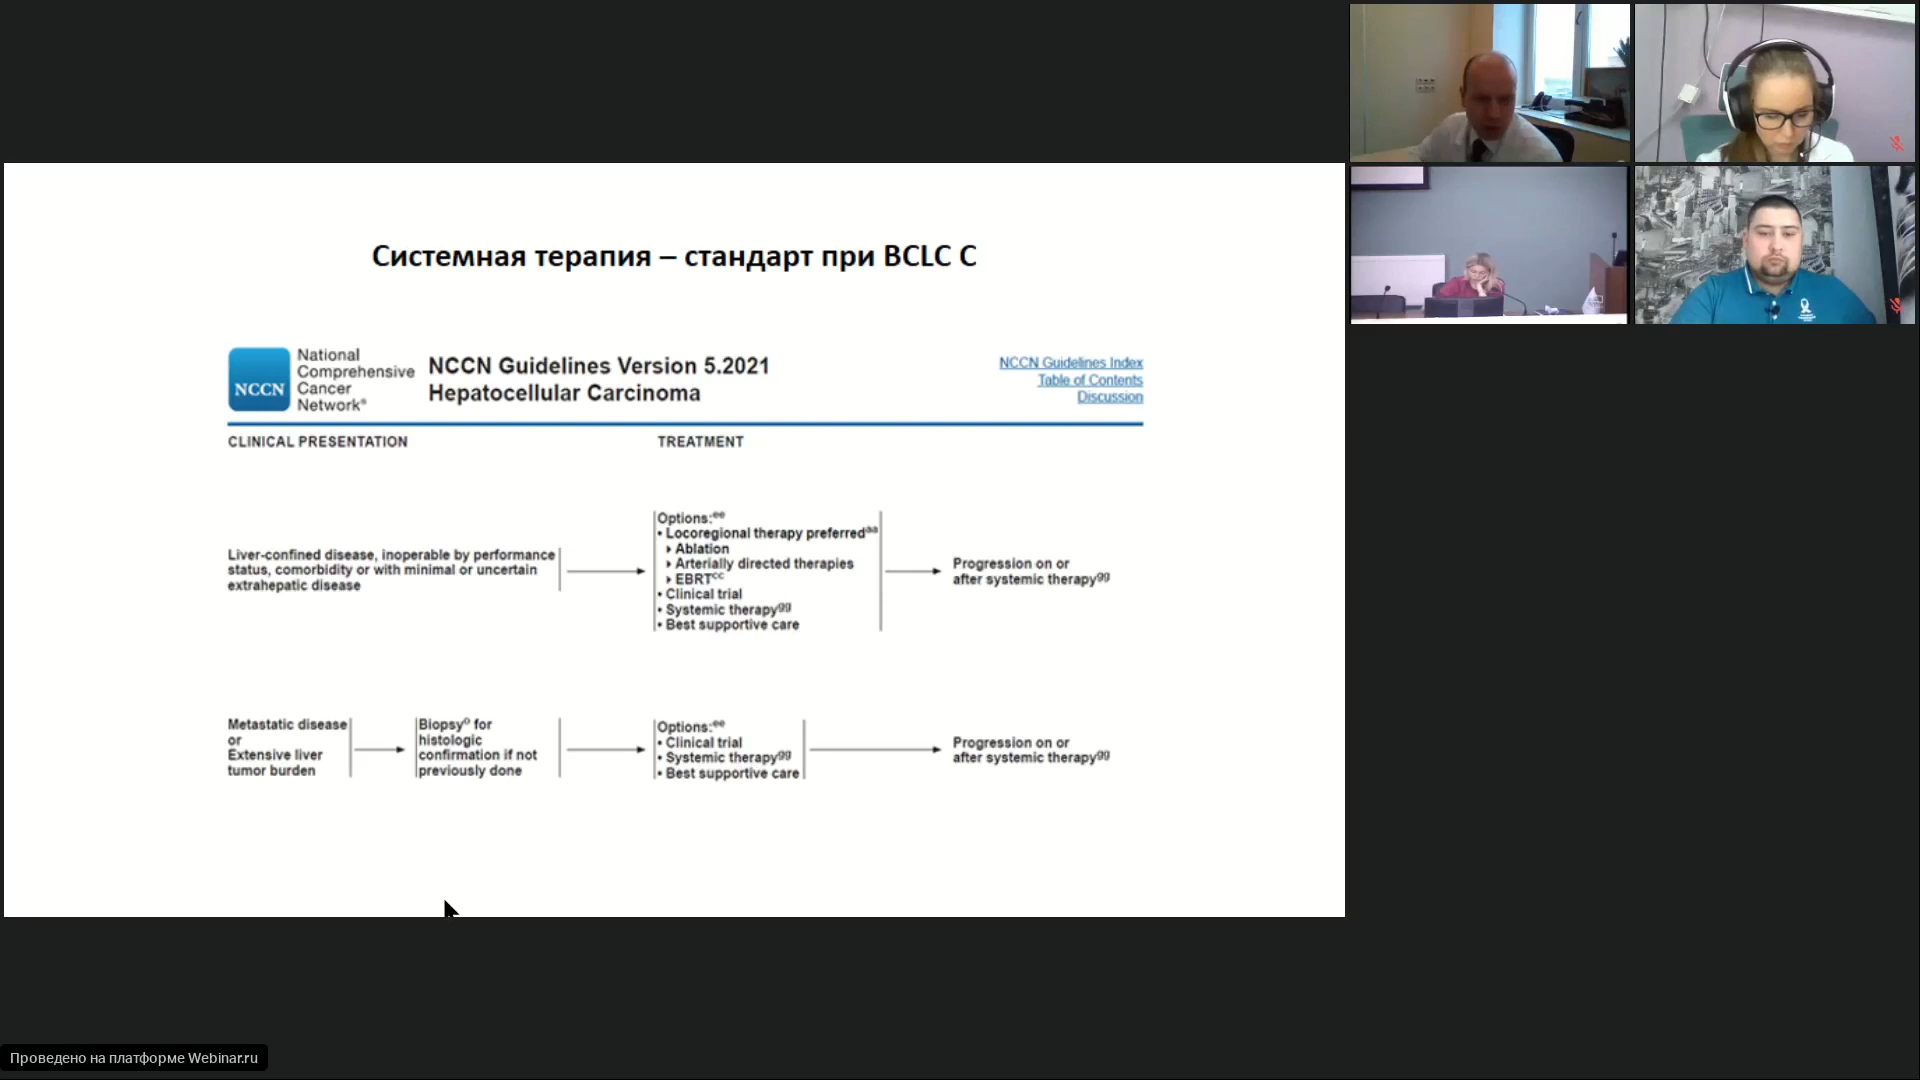 Системная терапия – стандарт при BCLC C
NCCN
National
Comprehensive
Cancer
Network®
NCCN Guidelines Version 5.2021
Hepatocellular Carcinoma
NCCN Guidelines Index
Table of Contents
Discussion
CLINICAL PRESENTATION
TREATMENT
Liver-confined disease, inoperable by performance
status, comorbidity or with minimal or uncertain
extrahepatic disease
Options:ee
• Locoregional therapy preferredaa
▸ Ablation
▸ Arterially directed therapies
▸ EBRTcc
• Clinical trial
• Systemic therapygg
• Best supportive care
Progression on or
after systemic therapygg
Metastatic disease
or
Extensive liver
tumor burden
Biopsyo for
histologic
confirmation if not
previously done
Options:ee
• Clinical trial
• Systemic therapygg
• Best supportive care
Progression on or
after systemic therapygg
Проведено на платформе Webinar.ru